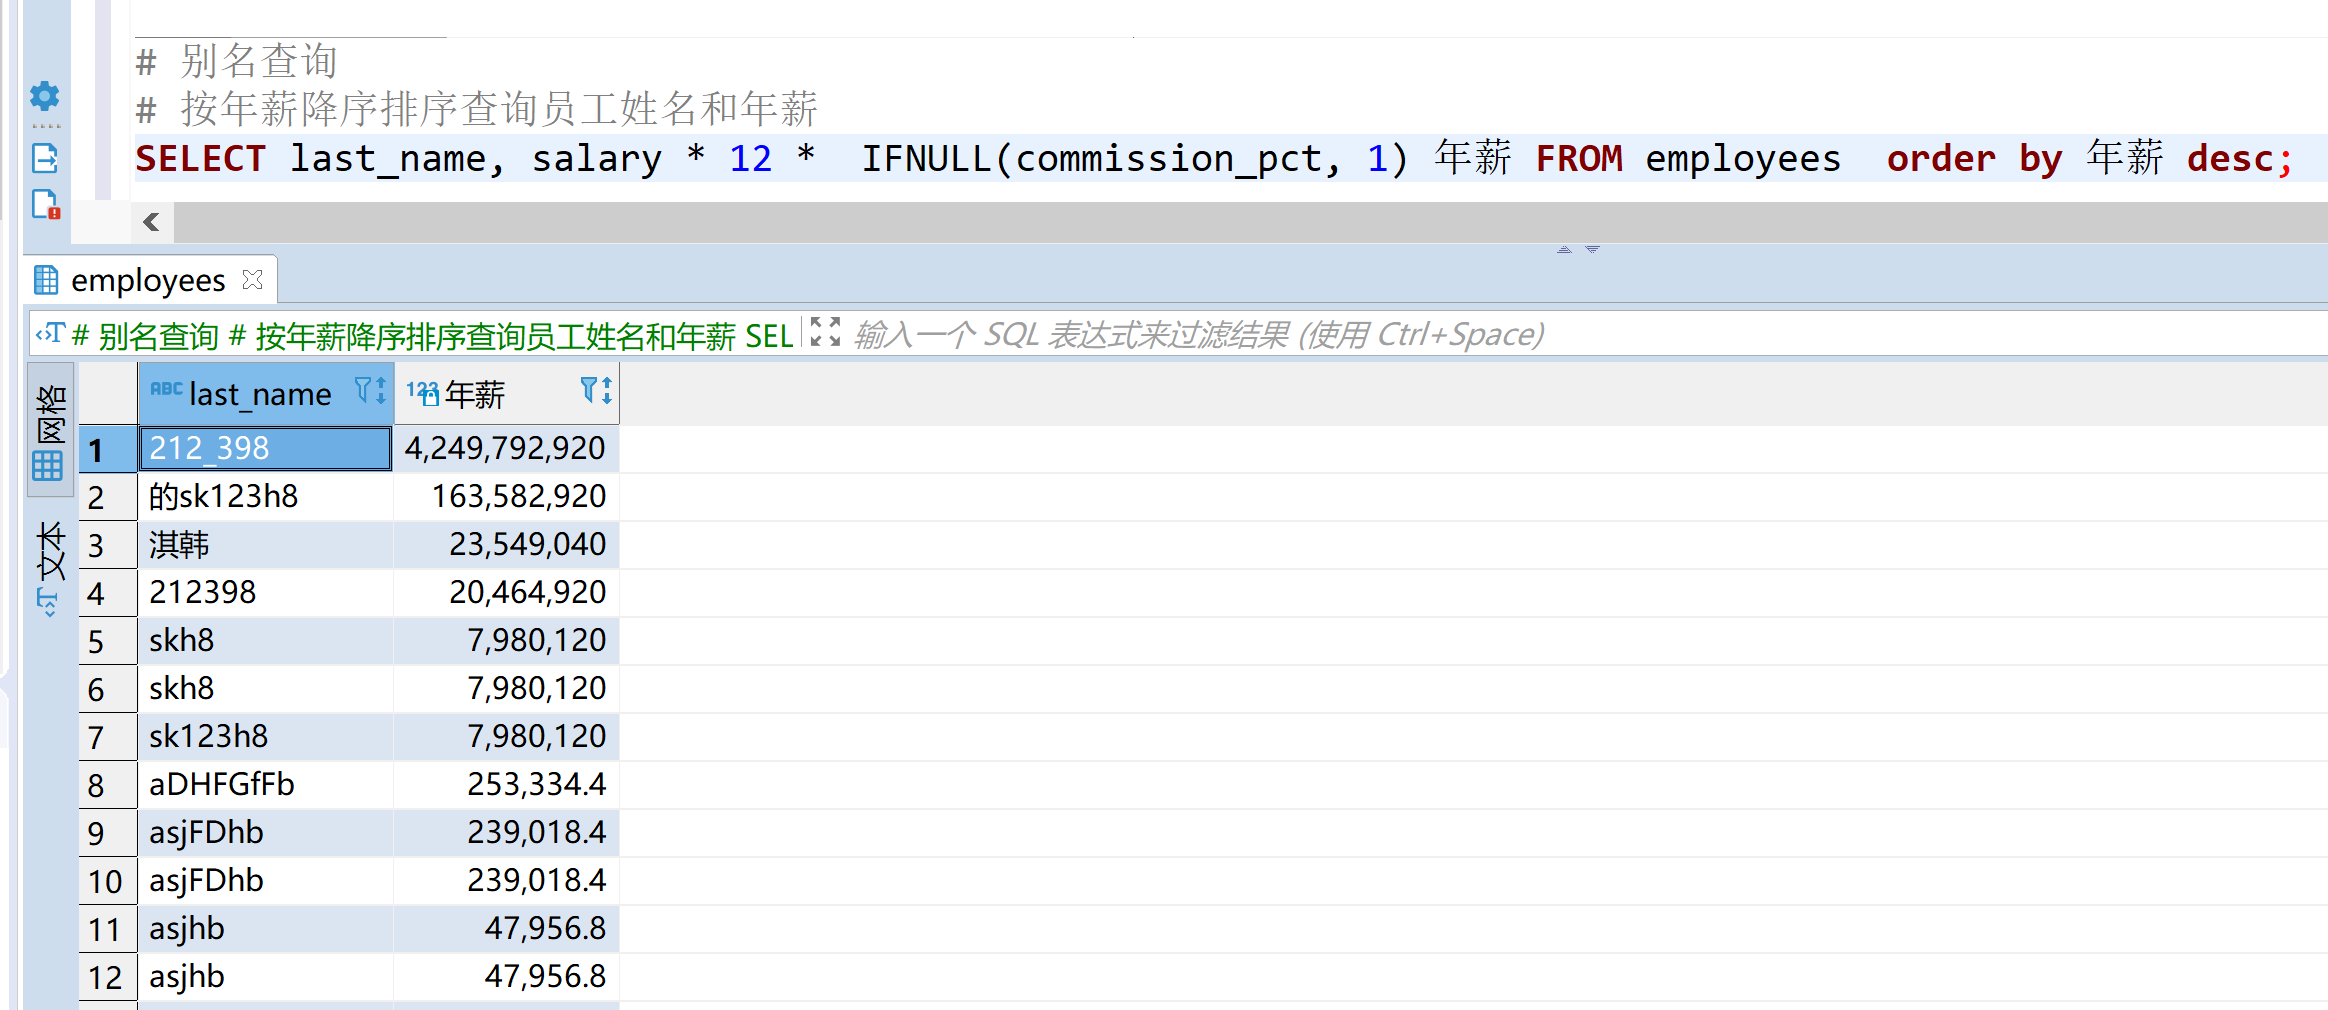 # 别名查询
# 按年薪降序排序查询员工姓名和年薪
SELECT last_name, salary * 12 *  IFNULL(commission_pct, 1) 年薪 FROM employees  order by 年薪 desc;
employees
# 别名查询 # 按年薪降序排序查询员工姓名和年薪 SEL 输入一个 SQL 表达式来过滤结果 (使用 Ctrl+Space)
网格
文本
ABC last_name 123 年薪
1 212_398 4,249,792,920
2 的sk123h8 163,582,920
3 淇韩 23,549,040
4 212398 20,464,920
5 skh8 7,980,120
6 skh8 7,980,120
7 sk123h8 7,980,120
8 aDHFGfFb 253,334.4
9 asjFDhb 239,018.4
10 asjFDhb 239,018.4
11 asjhb 47,956.8
12 asjhb 47,956.8